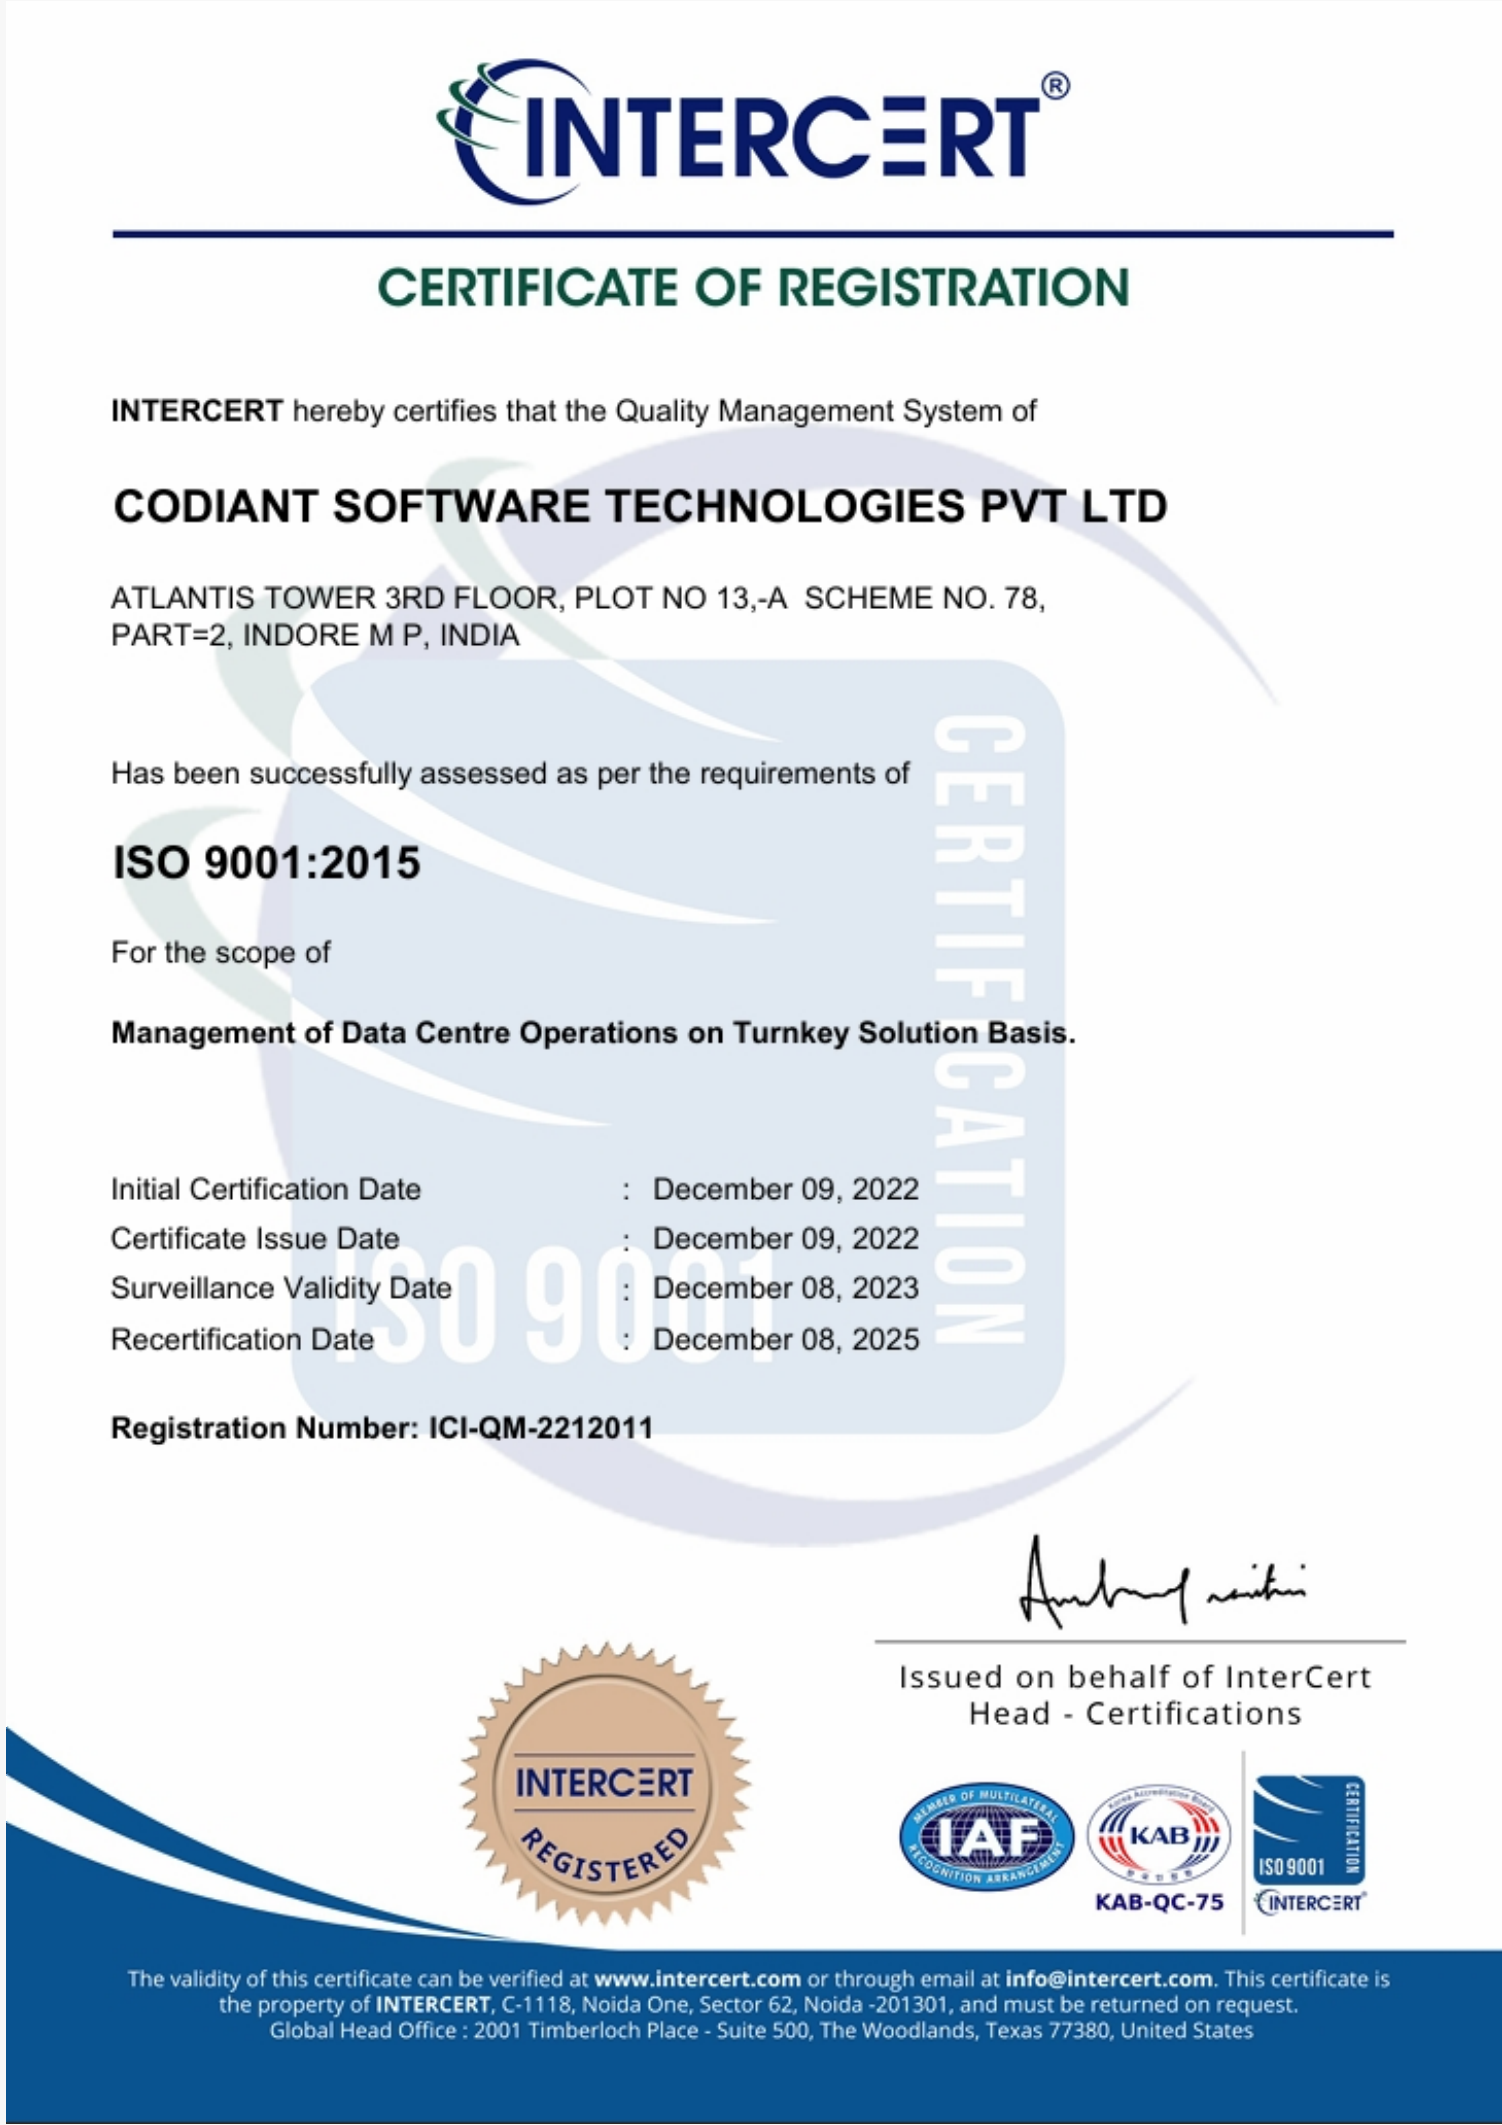 INTERCERT®
CERTIFICATE OF REGISTRATION
INTERCERT hereby certifies that the Quality Management System of
CODIANT SOFTWARE TECHNOLOGIES PVT LTD
ATLANTIS TOWER 3RD FLOOR, PLOT NO 13,-A SCHEME NO. 78,
PART=2, INDORE M P, INDIA
Has been successfully assessed as per the requirements of
ISO 9001:2015
For the scope of
Management of Data Centre Operations on Turnkey Solution Basis.
Initial Certification Date : December 09, 2022
Certificate Issue Date : December 09, 2022
Surveillance Validity Date : December 08, 2023
Recertification Date : December 08, 2025
CERTIFICATION
ISO 9001
Registration Number: ICI-QM-2212011
Issued on behalf of InterCert
Head - Certifications
INTERCERT
REGISTERED
MEMBER OF MULTILATERAL
IAF
RECOGNITION ARRANGEMENT
Korea Accreditation Board
KAB
KAB-QC-75
CERTIFICATION
ISO 9001
INTERCERT®
The validity of this certificate can be verified at www.intercert.com or through email at info@intercert.com. This certificate is
the property of INTERCERT, C-1118, Noida One, Sector 62, Noida -201301, and must be returned on request.
Global Head Office : 2001 Timberloch Place - Suite 500, The Woodlands, Texas 77380, United States